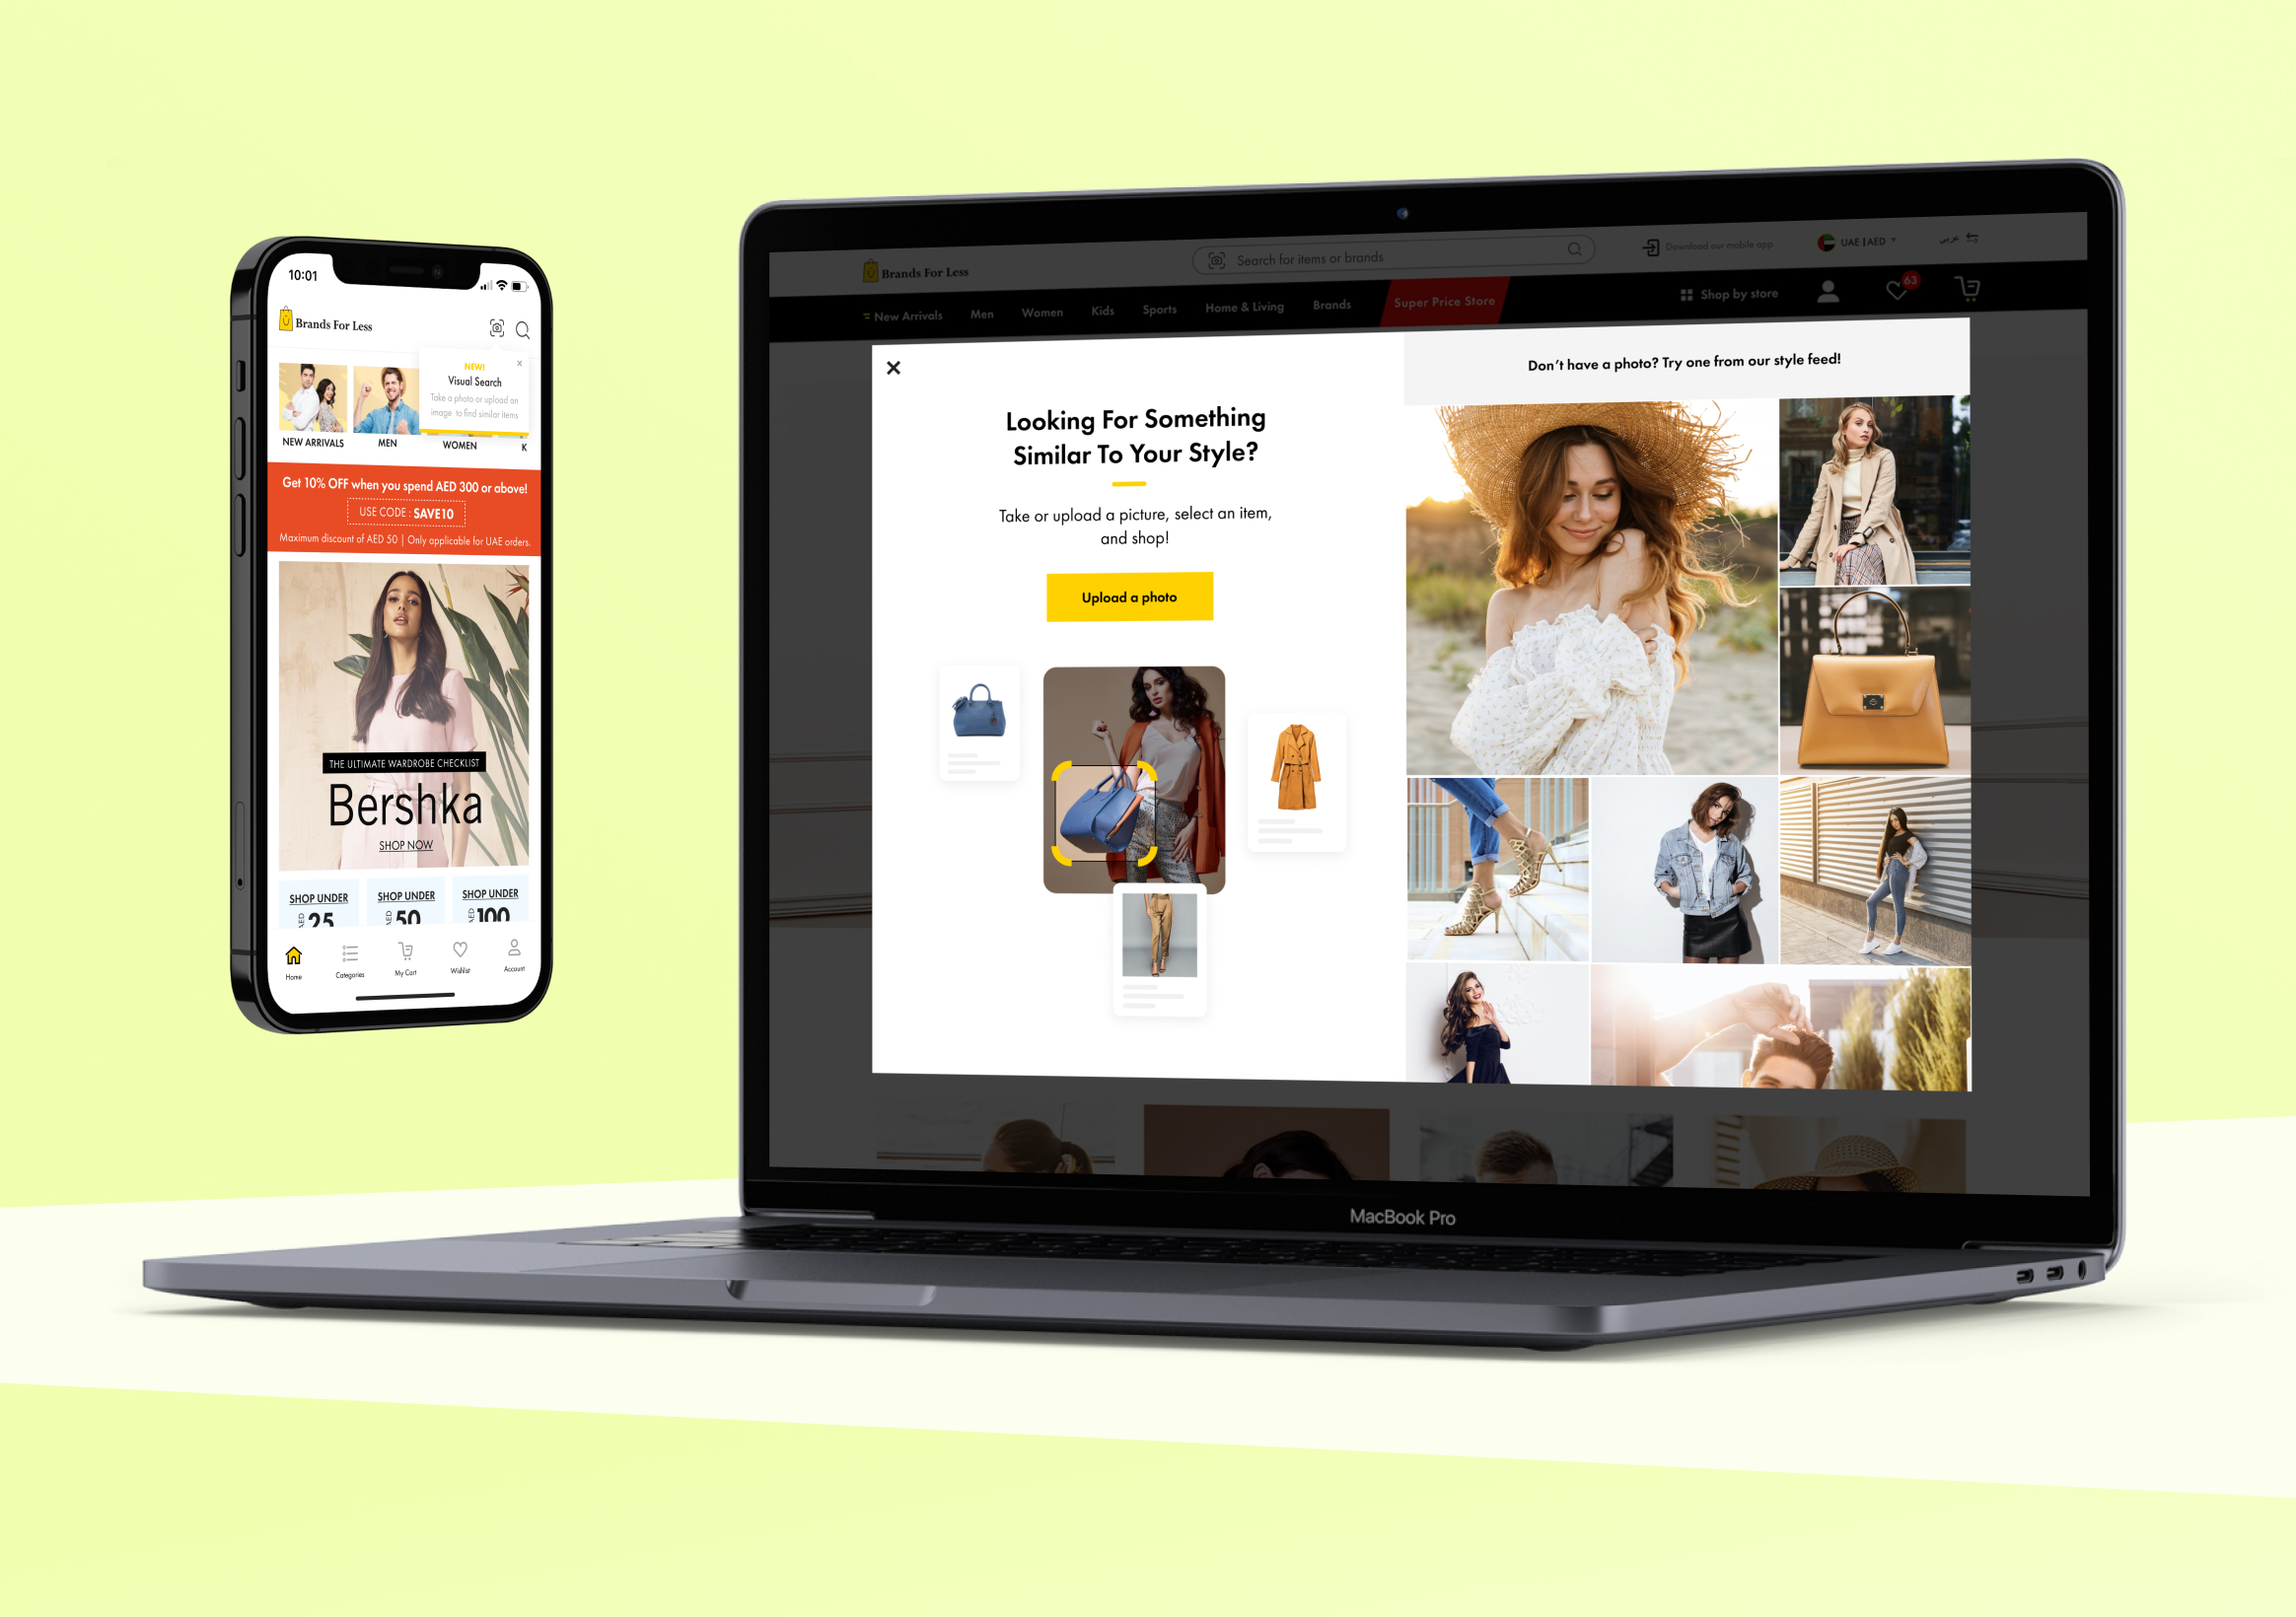 10:01
Brands For Less
NEW!
Visual Search
Take a photo or upload an
image to find similar items
NEW ARRIVALS
MEN
WOMEN
K
Get 10% OFF when you spend AED 300 or above!
USE CODE : SAVE10
Maximum discount of AED 50 | Only applicable for UAE orders.
THE ULTIMATE WARDROBE CHECKLIST
Bershka
SHOP NOW
SHOP UNDER
AED 25
SHOP UNDER
AED 50
SHOP UNDER
AED 100
Home
Categories
My Cart
Wishlist
Account
Brands For Less
Search for items or brands
Download our mobile app
UAE | AED
عربي
New Arrivals
Men
Women
Kids
Sports
Home & Living
Brands
Super Price Store
Shop by store
63
Looking For Something
Similar To Your Style?
Take or upload a picture, select an item,
and shop!
Upload a photo
Don't have a photo? Try one from our style feed!
MacBook Pro